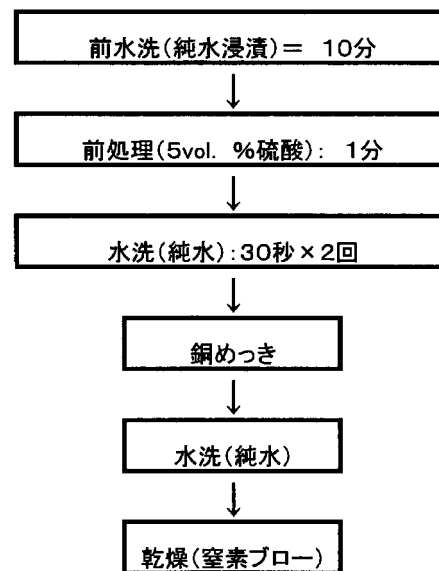 前水洗(純水浸漬)= 10分
前処理(5vol. %硫酸): 1分
水洗(純水):30秒×2回
銅めっき
水洗(純水)
乾燥(窒素ブロー)